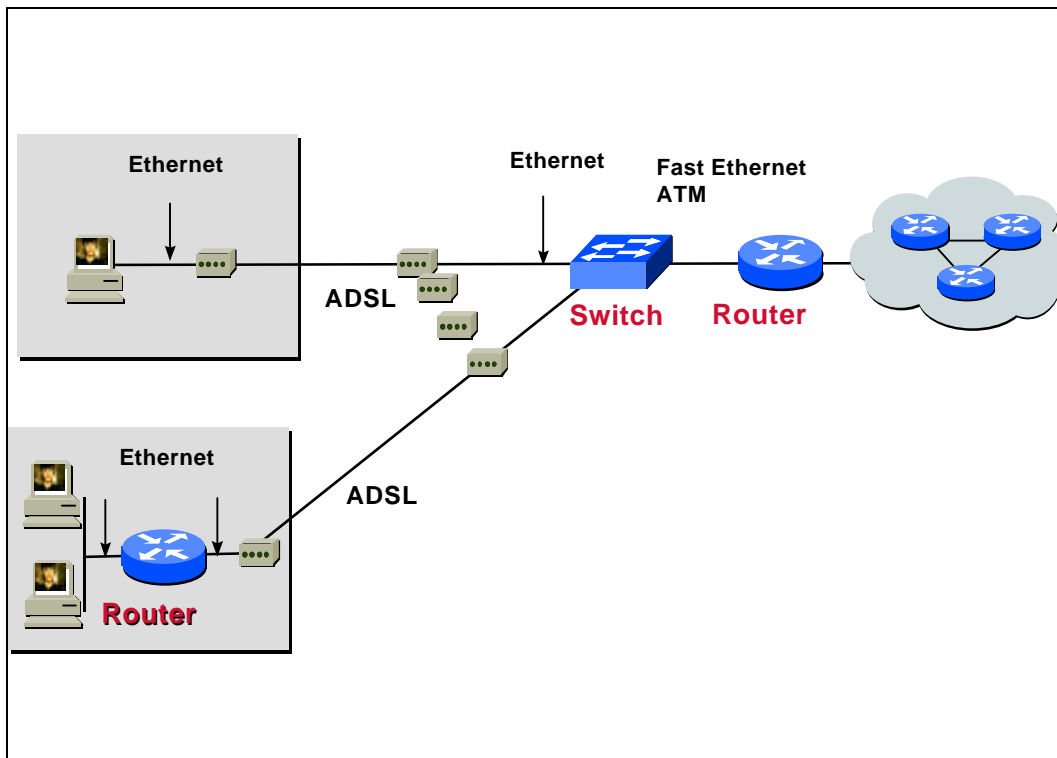 Ethernet
Ethernet
Fast Ethernet
ATM
ADSL
Switch
Router
Ethernet
ADSL
Router